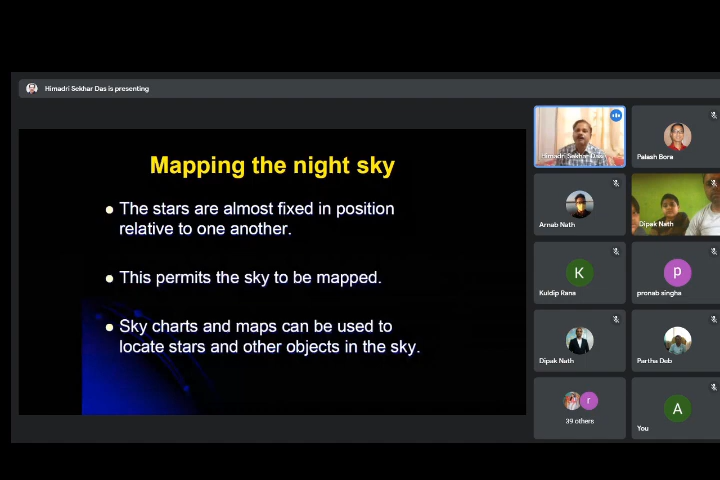 Himadri Sekhar Das is presenting
Mapping the night sky
The stars are almost fixed in position
relative to one another.
This permits the sky to be mapped.
Sky charts and maps can be used to
locate stars and other objects in the sky.
Himadri Sekhar Das
Palash Bora
Arnab Nath
Dipak Nath
K
Kuldip Rana
p
pronab singha
Dipak Nath
Partha Deb
r
39 others
A
You